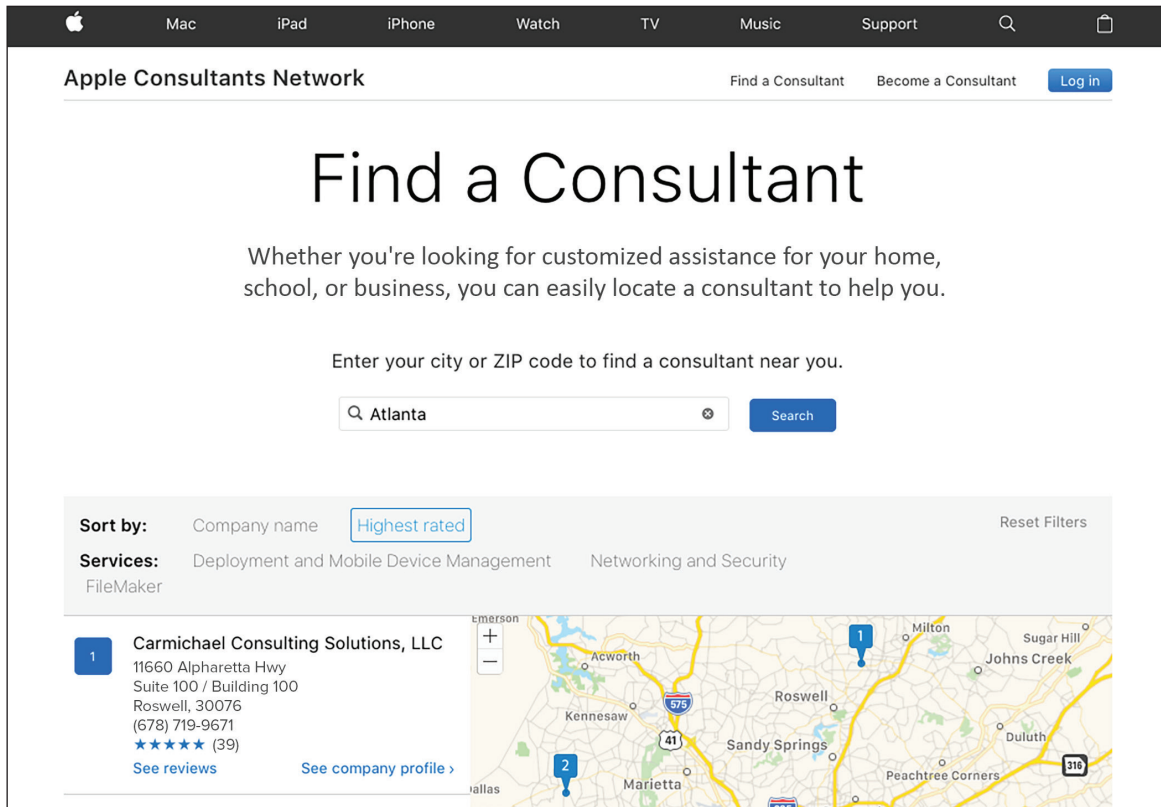 Mac iPad iPhone Watch TV Music Support
Apple Consultants Network
Find a Consultant Become a Consultant Log in
Find a Consultant
Whether you're looking for customized assistance for your home,
school, or business, you can easily locate a consultant to help you.
Enter your city or ZIP code to find a consultant near you.
Atlanta
Search
Sort by: Company name Highest rated Reset Filters
Services: Deployment and Mobile Device Management Networking and Security
FileMaker
1
Carmichael Consulting Solutions, LLC
11660 Alpharetta Hwy
Suite 100 / Building 100
Roswell, 30076
(678) 719-9671
★★★★★ (39)
See reviews See company profile ›
Emerson
+
−
1
Milton
Sugar Hill
Acworth
Johns Creek
575
Roswell
Kennesaw
41
Duluth
Sandy Springs
2
316
Peachtree Corners
Marietta